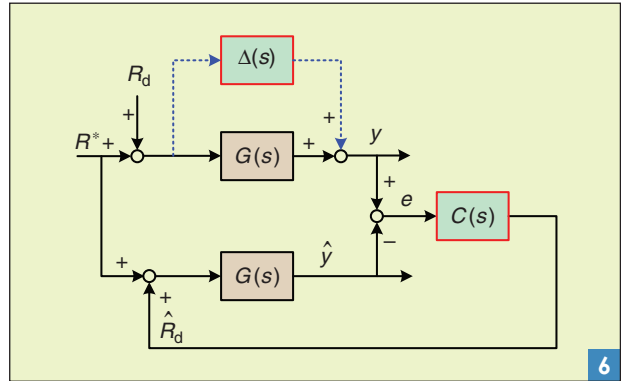 Δ(s)
R_d
+
+
R* +
G(s)
+
y
+
e
C(s)
−
+
G(s)
ŷ
+
R̂_d
6